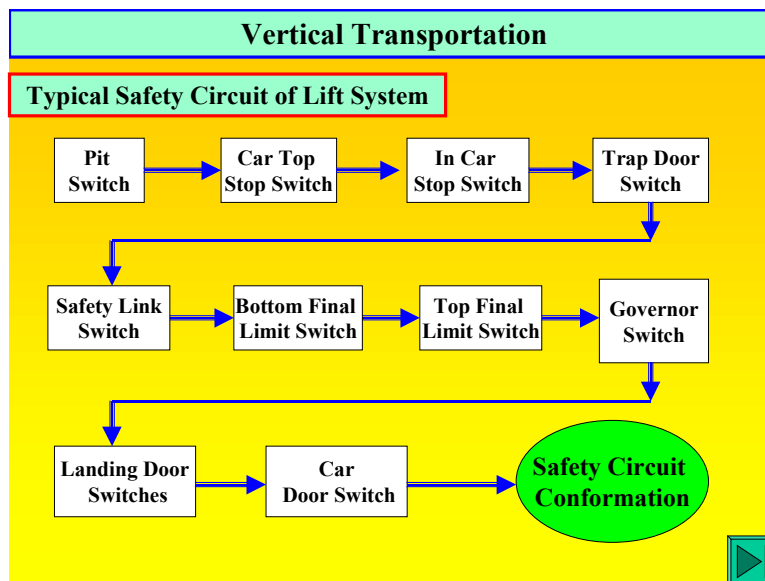 Vertical Transportation
Typical Safety Circuit of Lift System
Pit
Switch
Car Top
Stop Switch
In Car
Stop Switch
Trap Door
Switch
Safety Link
Switch
Bottom Final
Limit Switch
Top Final
Limit Switch
Governor
Switch
Landing Door
Switches
Car
Door Switch
Safety Circuit
Conformation